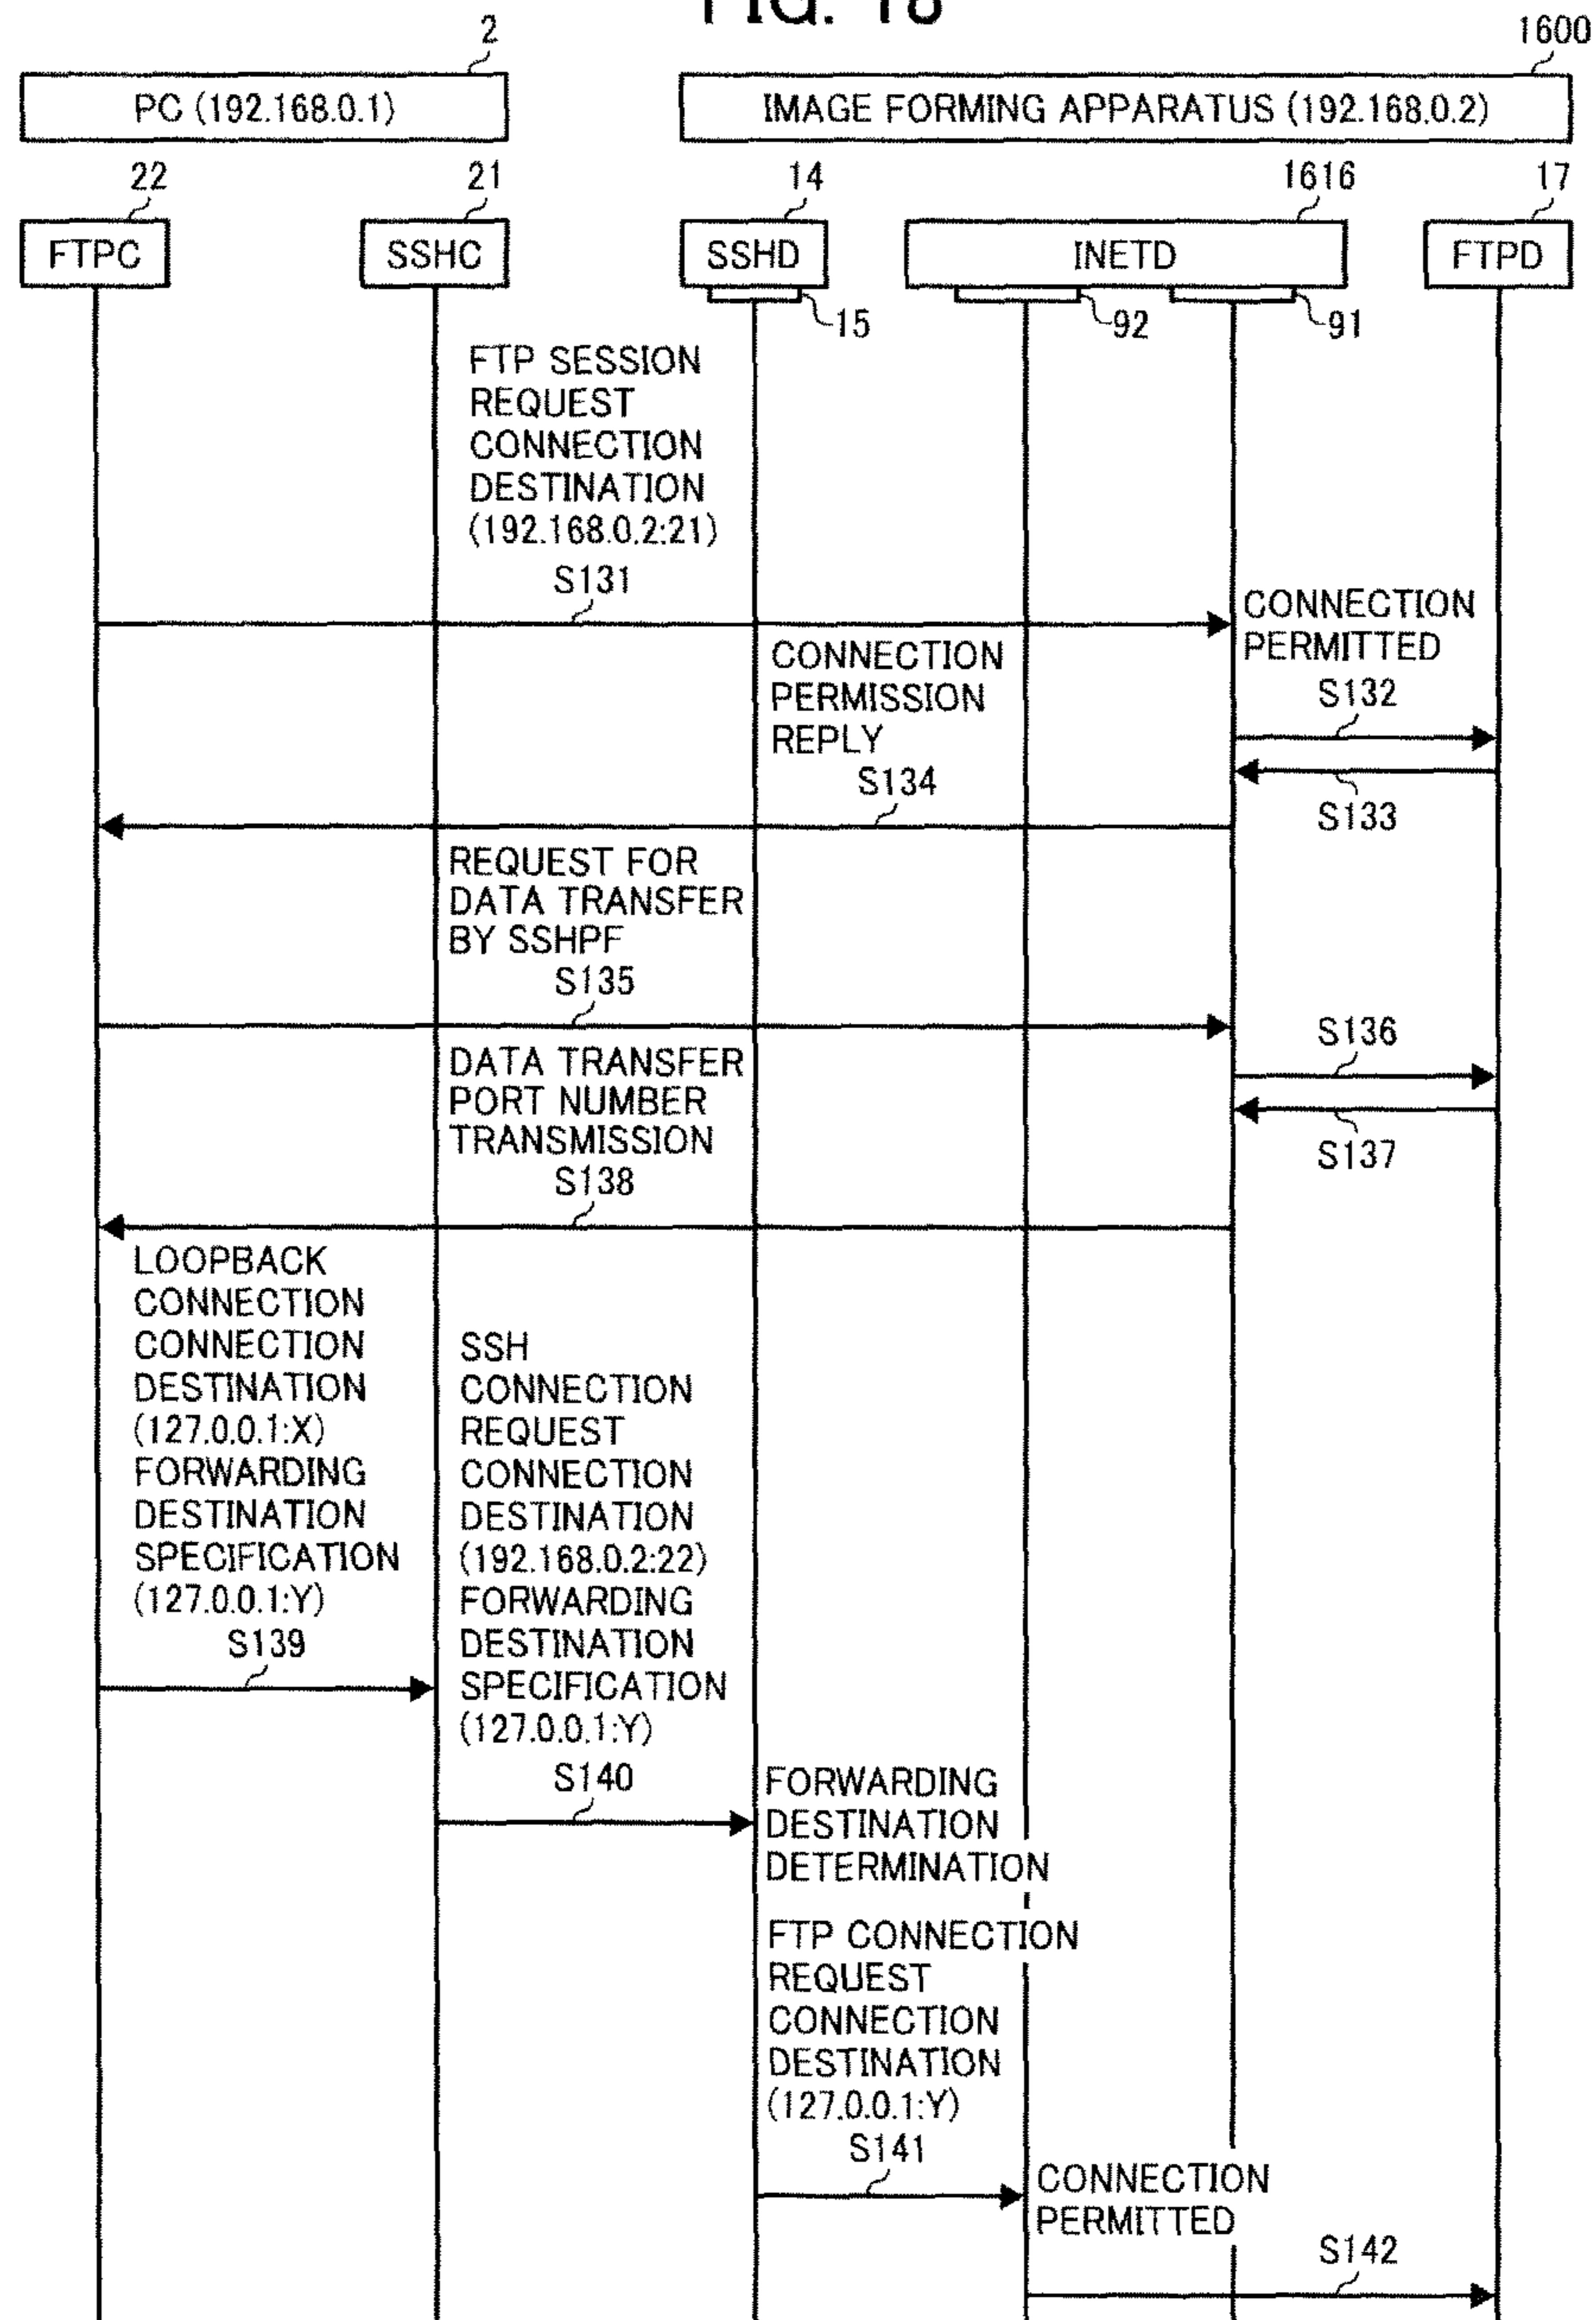 FIG. 18
2
1600
PC (192.168.0.1)
IMAGE FORMING APPARATUS (192.168.0.2)
22
21
14
1616
17
FTPC
SSHC
SSHD
INETD
FTPD
15
92
91
FTP SESSION
REQUEST
CONNECTION
DESTINATION
(192.168.0.2:21)
S131
CONNECTION
PERMITTED
S132
CONNECTION
PERMISSION
REPLY
S134
S133
REQUEST FOR
DATA TRANSFER
BY SSHPF
S135
S136
DATA TRANSFER
PORT NUMBER
TRANSMISSION
S138
S137
LOOPBACK
CONNECTION
CONNECTION
DESTINATION
(127.0.0.1:X)
FORWARDING
DESTINATION
SPECIFICATION
(127.0.0.1:Y)
S139
SSH
CONNECTION
REQUEST
CONNECTION
DESTINATION
(192.168.0.2:22)
FORWARDING
DESTINATION
SPECIFICATION
(127.0.0.1:Y)
S140
FORWARDING
DESTINATION
DETERMINATION
FTP CONNECTION
REQUEST
CONNECTION
DESTINATION
(127.0.0.1:Y)
S141
CONNECTION
PERMITTED
S142